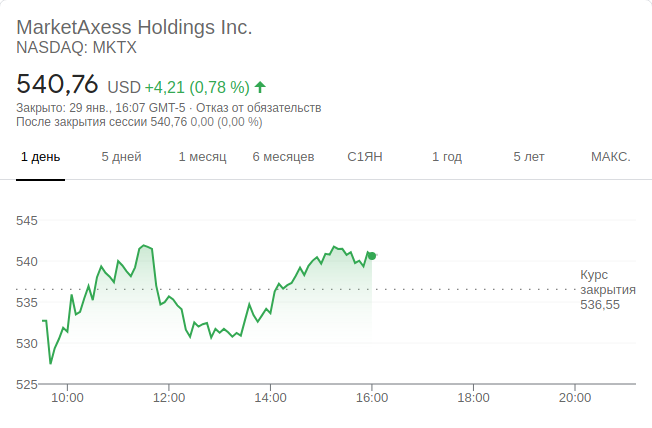 MarketAxess Holdings Inc.
NASDAQ: MKTX
540,76 USD +4,21 (0,78 %)
Закрыто: 29 янв., 16:07 GMT-5 · Отказ от обязательств
После закрытия сессии 540,76 0,00 (0,00 %)
1 день 5 дней 1 месяц 6 месяцев С1ЯН 1 год 5 лет МАКС.
545
540
Курс
закрытия
536,55
535
530
525
10:00 12:00 14:00 16:00 18:00 20:00